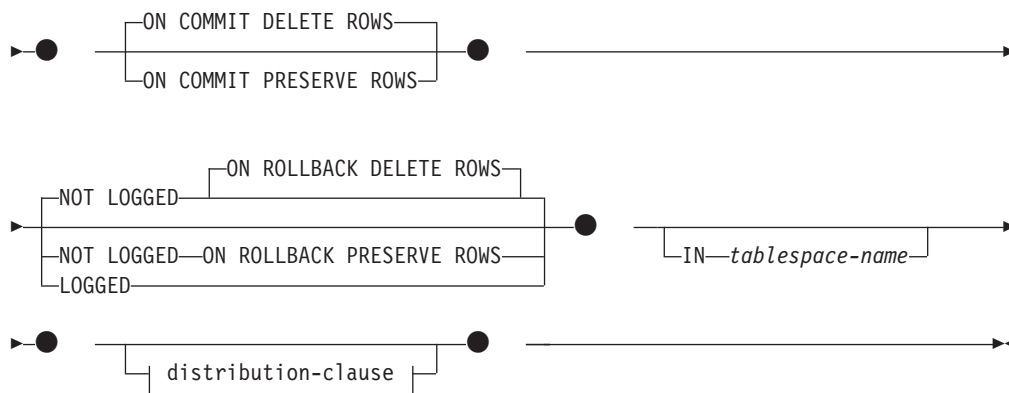 ON COMMIT DELETE ROWS
ON COMMIT PRESERVE ROWS
ON ROLLBACK DELETE ROWS
NOT LOGGED
NOT LOGGED ON ROLLBACK PRESERVE ROWS
IN tablespace-name
LOGGED
distribution-clause